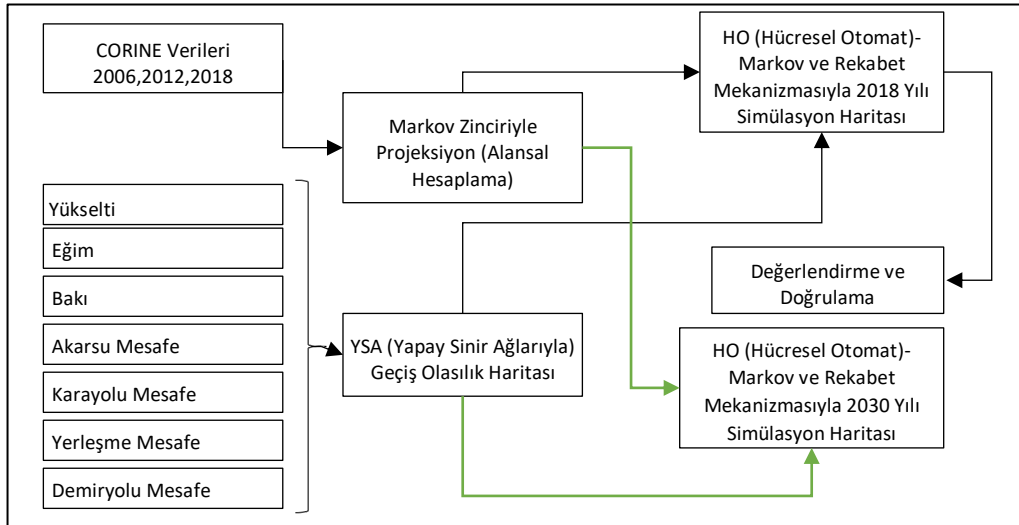 CORINE Verileri
2006,2012,2018
Markov Zinciriyle
Projeksiyon (Alansal
Hesaplama)
HO (Hücresel Otomat)-
Markov ve Rekabet
Mekanizmasıyla 2018 Yılı
Simülasyon Haritası
Yükselti
Eğim
Bakı
Akarsu Mesafe
Karayolu Mesafe
Yerleşme Mesafe
Demiryolu Mesafe
YSA (Yapay Sinir Ağlarıyla)
Geçiş Olasılık Haritası
Değerlendirme ve
Doğrulama
HO (Hücresel Otomat)-
Markov ve Rekabet
Mekanizmasıyla 2030 Yılı
Simülasyon Haritası